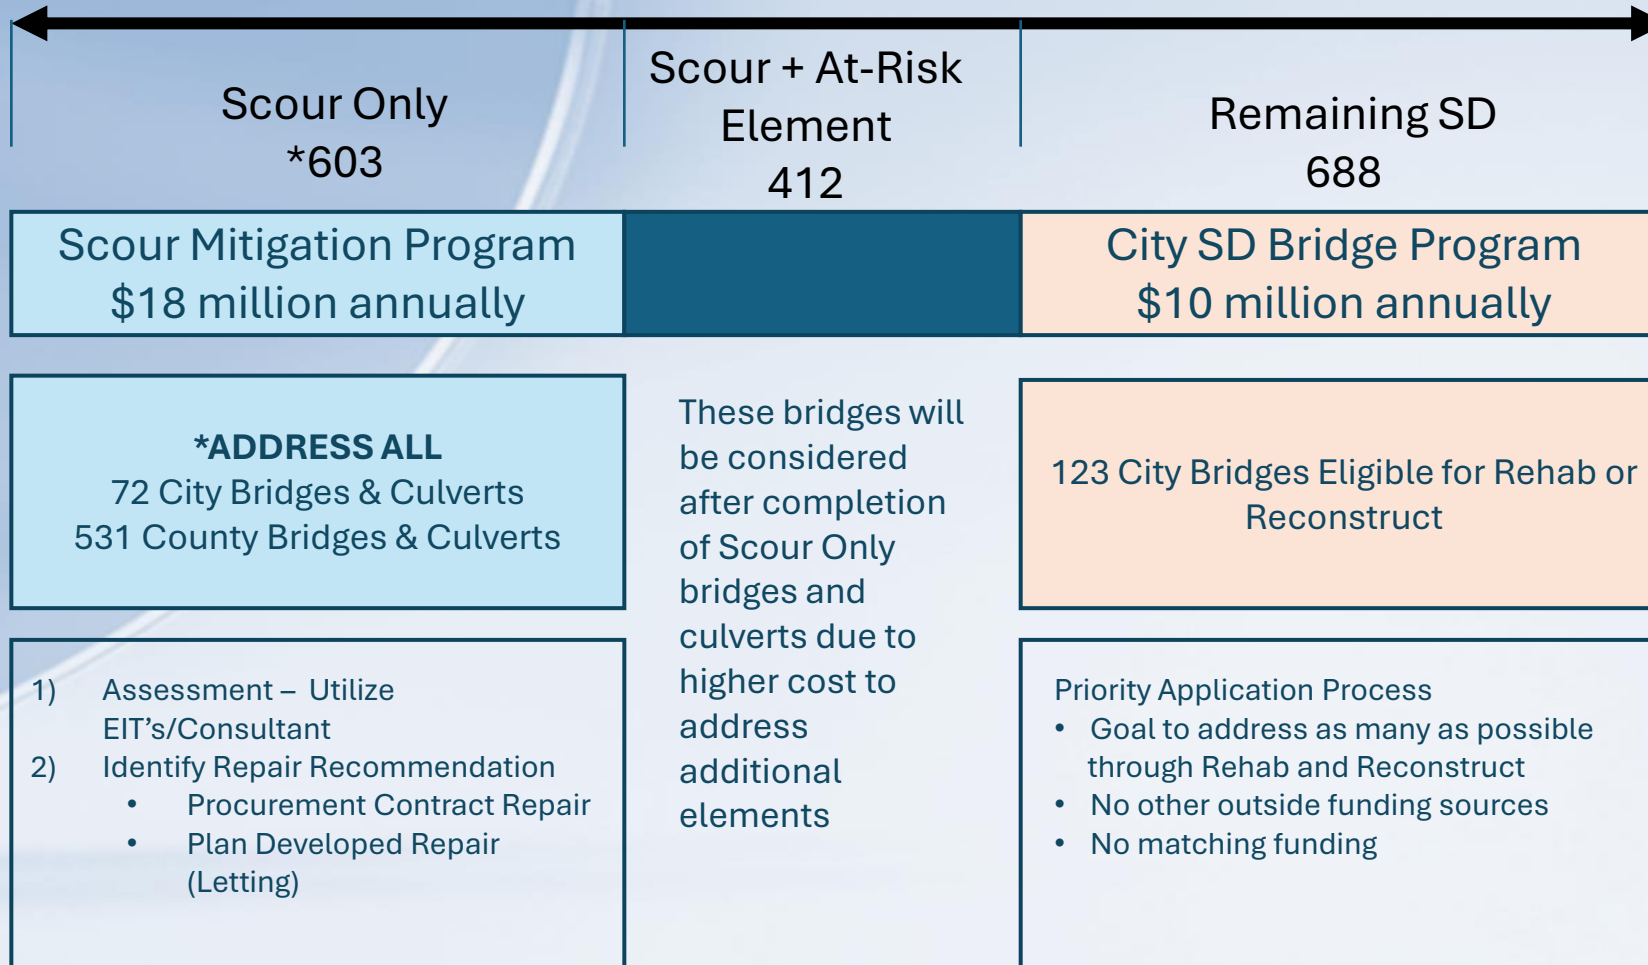 Scour Only
*603
Scour + At-Risk
Element
412
Remaining SD
688
Scour Mitigation Program
$18 million annually
City SD Bridge Program
$10 million annually
*ADDRESS ALL
72 City Bridges & Culverts
531 County Bridges & Culverts
These bridges will
be considered
after completion
of Scour Only
bridges and
culverts due to
higher cost to
address
additional
elements
123 City Bridges Eligible for Rehab or
Reconstruct
1) Assessment – Utilize
EIT's/Consultant
2) Identify Repair Recommendation
• Procurement Contract Repair
• Plan Developed Repair
(Letting)
Priority Application Process
• Goal to address as many as possible
through Rehab and Reconstruct
• No other outside funding sources
• No matching funding